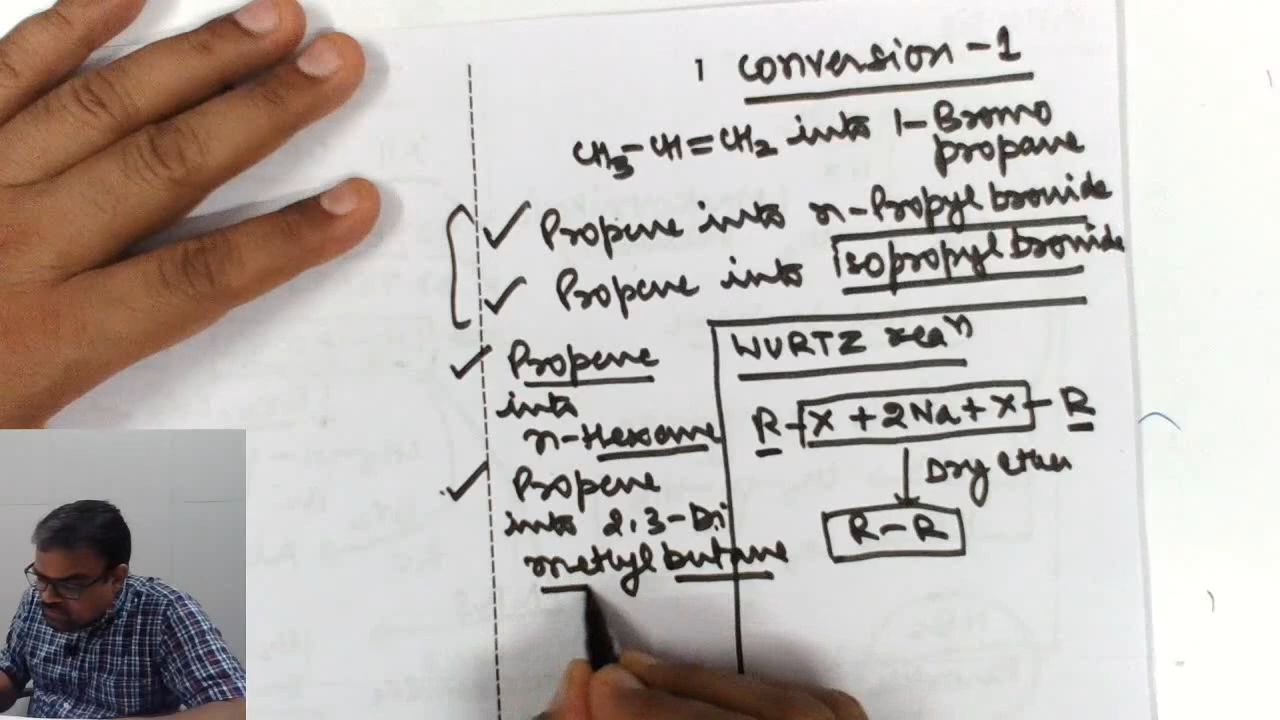 Conversion-1
CH3-CH=CH2 into 1-Bromo
propane
✓ Propene into n-Propyl bromide
✓ Propene into Isopropyl bromide
✓ Propene
into
n-Hexane
✓ Propene
into 2,3-Di
methyl butane
WURTZ reaⁿ
R-X + 2Na + X-R
↓ Dry ether
R-R